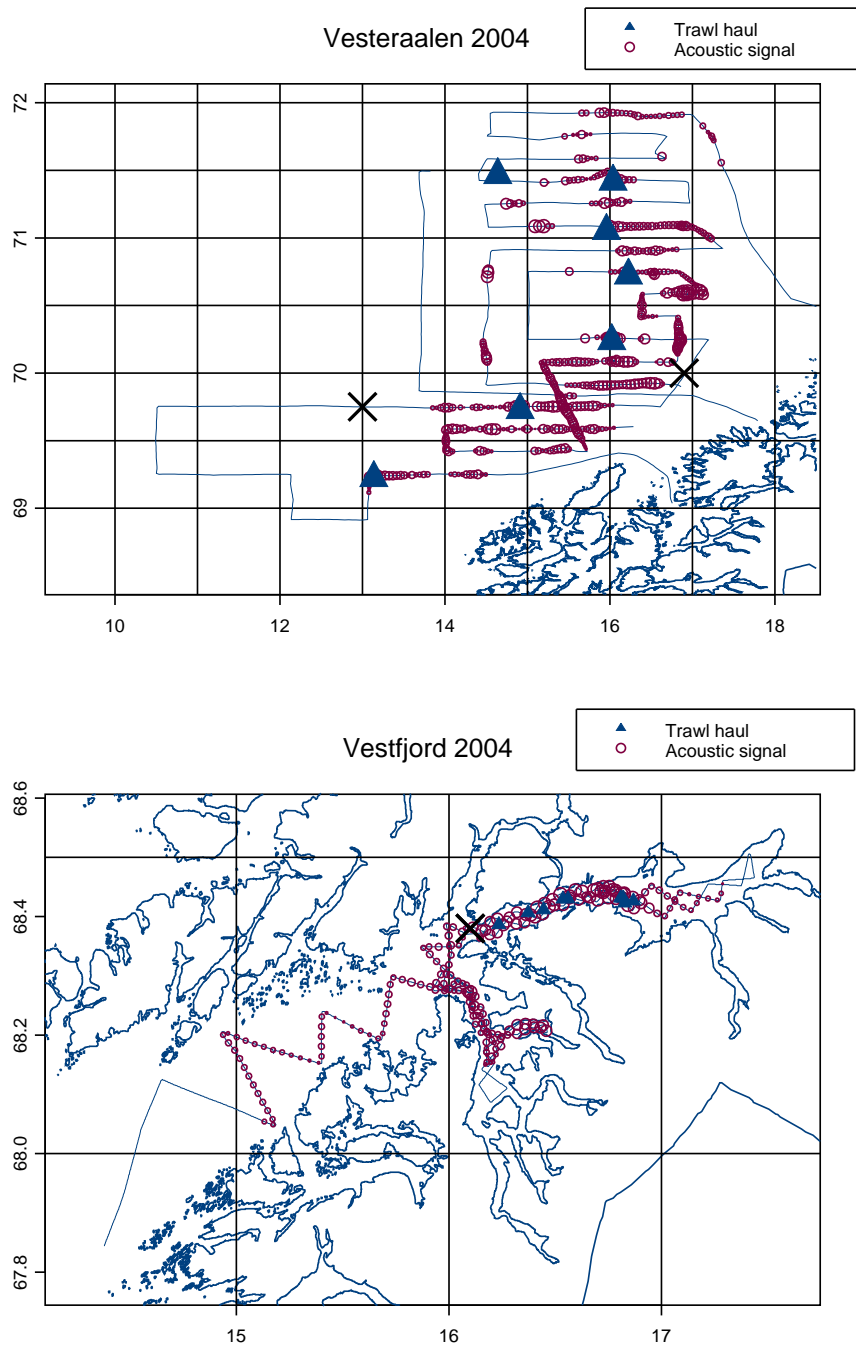 Vesteraalen 2004
Trawl haul
Acoustic signal
72
71
70
69
10 12 14 16 18
Vestfjord 2004
Trawl haul
Acoustic signal
68.6
68.4
68.2
68.0
67.8
15 16 17